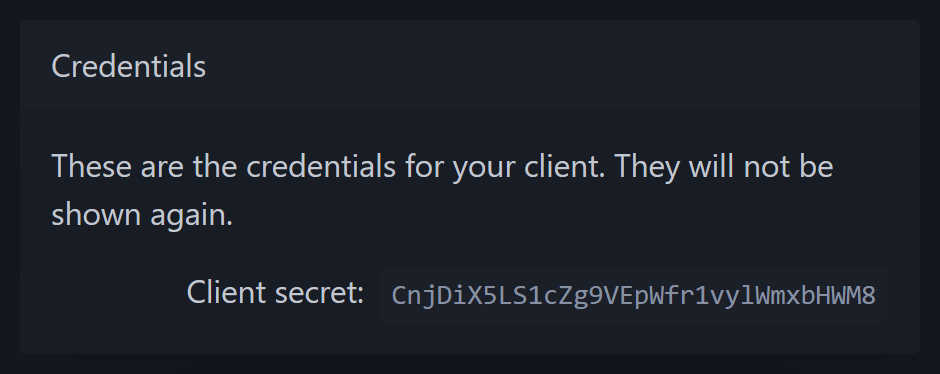 Credentials
These are the credentials for your client. They will not be
shown again.
Client secret: CnjDiX5LS1cZg9VEpWfr1vylWmxbHWM8